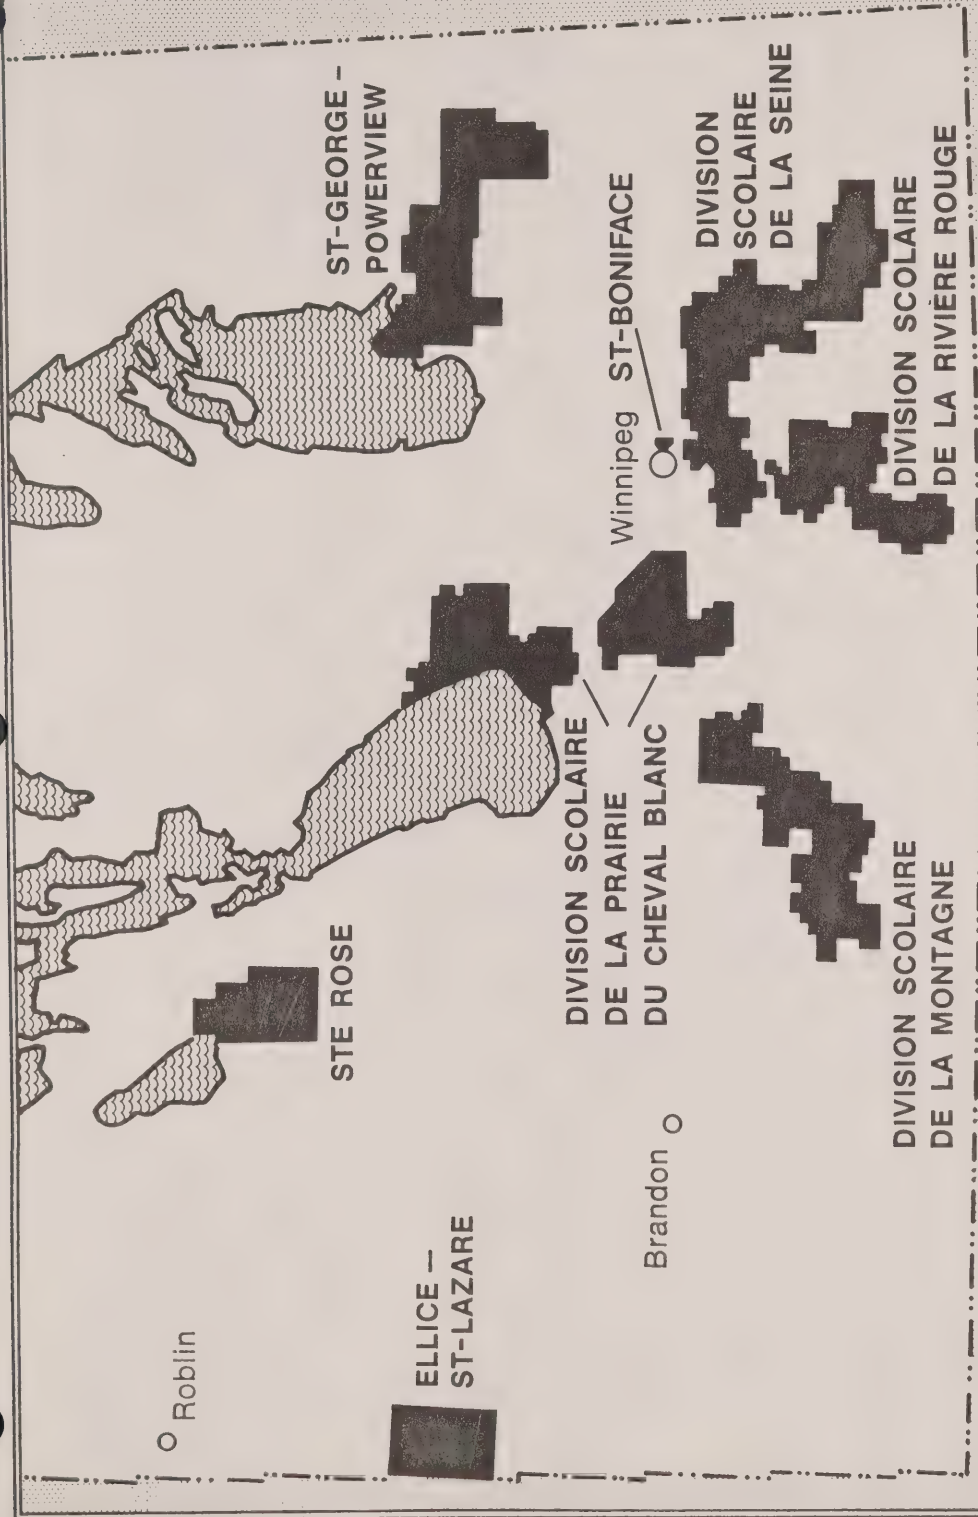 Roblin
ELLICE –
ST-LAZARE
STE ROSE
Brandon
DIVISION SCOLAIRE
DE LA PRAIRIE
DU CHEVAL BLANC
DIVISION SCOLAIRE
DE LA MONTAGNE
ST-GEORGE –
POWERVIEW
Winnipeg
ST-BONIFACE
DIVISION
SCOLAIRE
DE LA SEINE
DIVISION SCOLAIRE
DE LA RIVIÈRE ROUGE